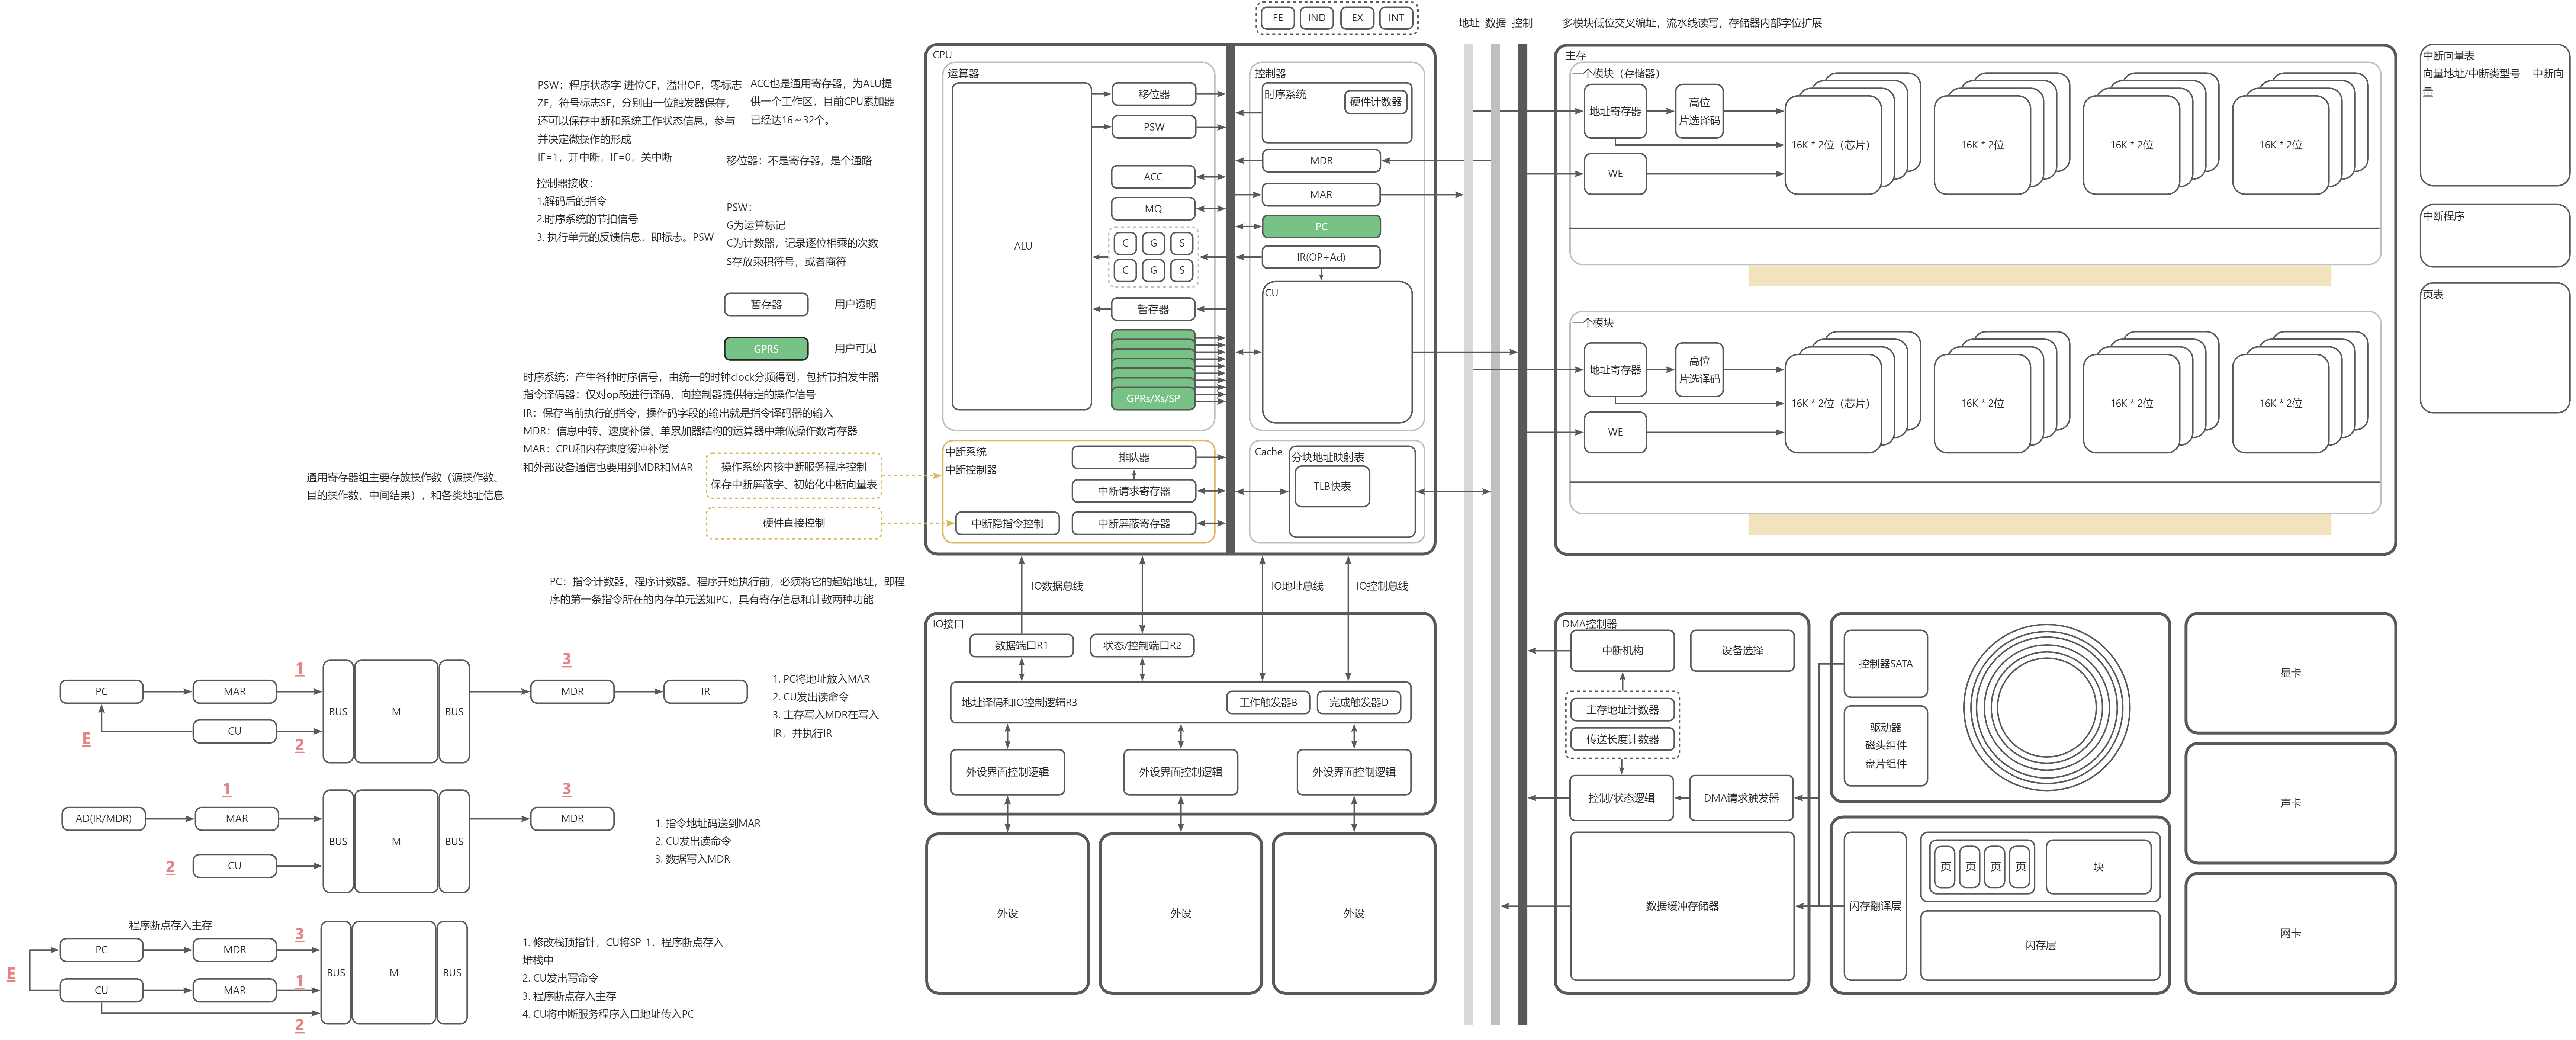 FE
IND
EX
INT
地址 数据 控制
多模块低位交叉编址，流水线读写，存储器内部字位扩展
PSW：程序状态字 进位CF，溢出OF，零标志
ZF，符号标志SF，分别由一位触发器保存，
还可以保存中断和系统工作状态信息，参与
并决定微操作的形成
IF=1，开中断，IF=0，关中断
ACC也是通用寄存器，为ALU提
供一个工作区，目前CPU累加器
已经达16～32个。
移位器：不是寄存器，是个通路
控制器接收：
1.解码后的指令
2.时序系统的节拍信号
3. 执行单元的反馈信息，即标志。PSW
PSW：
G为运算标记
C为计数器，记录逐位相乘的次数
S存放乘积符号，或者商符
暂存器
用户透明
GPRS
用户可见
时序系统：产生各种时序信号，由统一的时钟clock分频得到，包括节拍发生器
指令译码器：仅对op段进行译码，向控制器提供特定的操作信号
IR：保存当前执行的指令，操作码字段的输出就是指令译码器的输入
MDR：信息中转、速度补偿、单累加器结构的运算器中兼做操作数寄存器
MAR：CPU和内存速度缓冲补偿
和外部设备通信也要用到MDR和MAR
通用寄存器组主要存放操作数（源操作数、
目的操作数、中间结果），和各类地址信息
操作系统内核中断服务程序控制
保存中断屏蔽字、初始化中断向量表
硬件直接控制
PC：指令计数器，程序计数器。程序开始执行前，必须将它的起始地址，即程
序的第一条指令所在的内存单元送如PC，具有寄存信息和计数两种功能
CPU
运算器
ALU
移位器
PSW
ACC
MQ
C
G
S
C
G
S
暂存器
GPRs/Xs/SP
控制器
时序系统
硬件计数器
MDR
MAR
PC
IR(OP+Ad)
CU
中断系统
中断控制器
排队器
中断请求寄存器
中断隐指令控制
中断屏蔽寄存器
Cache
分块地址映射表
TLB快表
IO数据总线
IO地址总线
IO控制总线
IO接口
数据端口R1
状态/控制端口R2
地址译码和IO控制逻辑R3
工作触发器B
完成触发器D
外设界面控制逻辑
外设界面控制逻辑
外设界面控制逻辑
外设
外设
外设
主存
一个模块（存储器）
地址寄存器
高位
片选译码
WE
16K * 2位（芯片）
16K * 2位
16K * 2位
16K * 2位
一个模块
地址寄存器
高位
片选译码
WE
16K * 2位（芯片）
16K * 2位
16K * 2位
16K * 2位
中断向量表
向量地址/中断类型号---中断向
量
中断程序
页表
DMA控制器
中断机构
设备选择
主存地址计数器
传送长度计数器
控制/状态逻辑
DMA请求触发器
数据缓冲存储器
控制器SATA
驱动器
磁头组件
盘片组件
闪存翻译层
页
页
页
页
块
闪存层
显卡
声卡
网卡
PC
MAR
1
CU
E
2
BUS
M
BUS
3
MDR
IR
1. PC将地址放入MAR
2. CU发出读命令
3. 主存写入MDR在写入
IR，并执行IR
AD(IR/MDR)
1
MAR
2
CU
BUS
M
BUS
3
MDR
1. 指令地址码送到MAR
2. CU发出读命令
3. 数据写入MDR
程序断点存入主存
PC
MDR
3
E
CU
MAR
1
2
BUS
M
BUS
1. 修改栈顶指针，CU将SP-1，程序断点存入
堆栈中
2. CU发出写命令
3. 程序断点存入主存
4. CU将中断服务程序入口地址传入PC